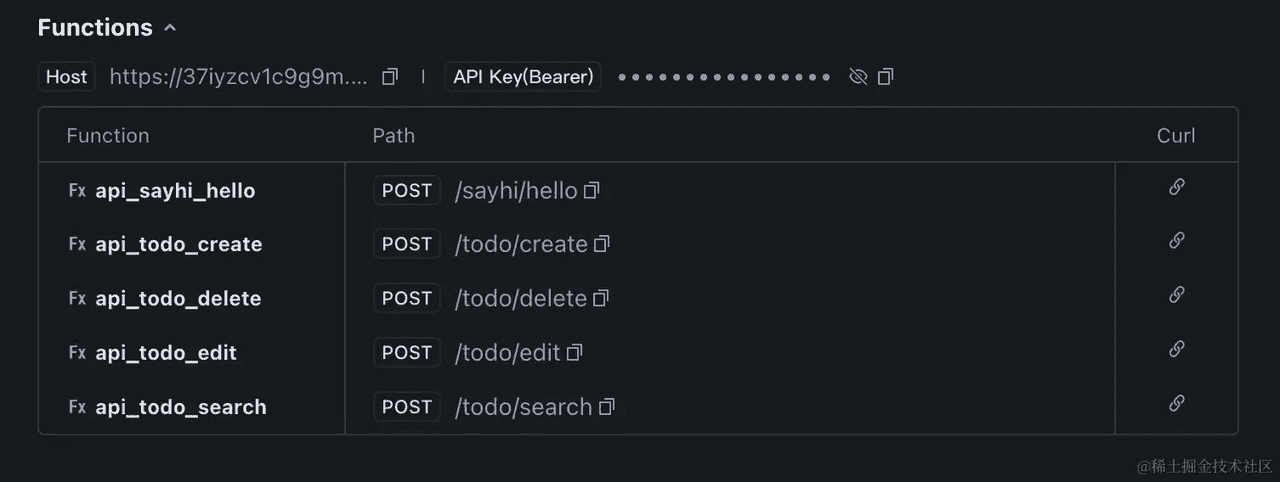 Functions
Host https://37iyzcv1c9g9m.... | API Key(Bearer) •••••••••••••••
Function Path Curl
Fx api_sayhi_hello POST /sayhi/hello
Fx api_todo_create POST /todo/create
Fx api_todo_delete POST /todo/delete
Fx api_todo_edit POST /todo/edit
Fx api_todo_search POST /todo/search
@稀土掘金技术社区